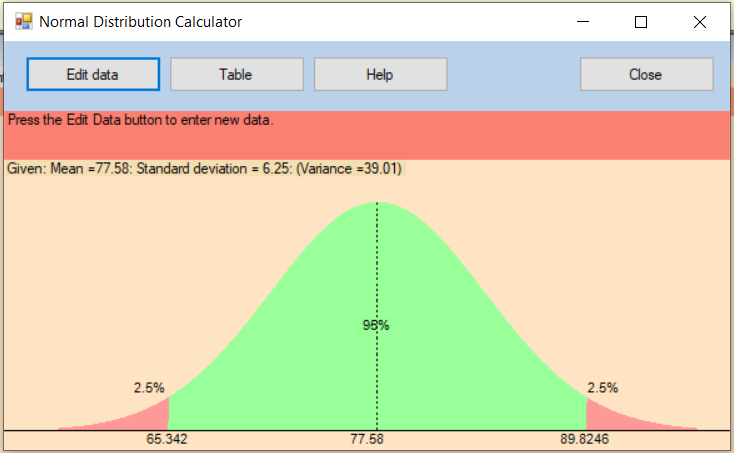 Normal Distribution Calculator
Edit data Table Help Close
Press the Edit Data button to enter new data.
Given: Mean =77.58: Standard deviation = 6.25: (Variance =39.01)
95%
2.5% 2.5%
65.342 77.58 89.8246